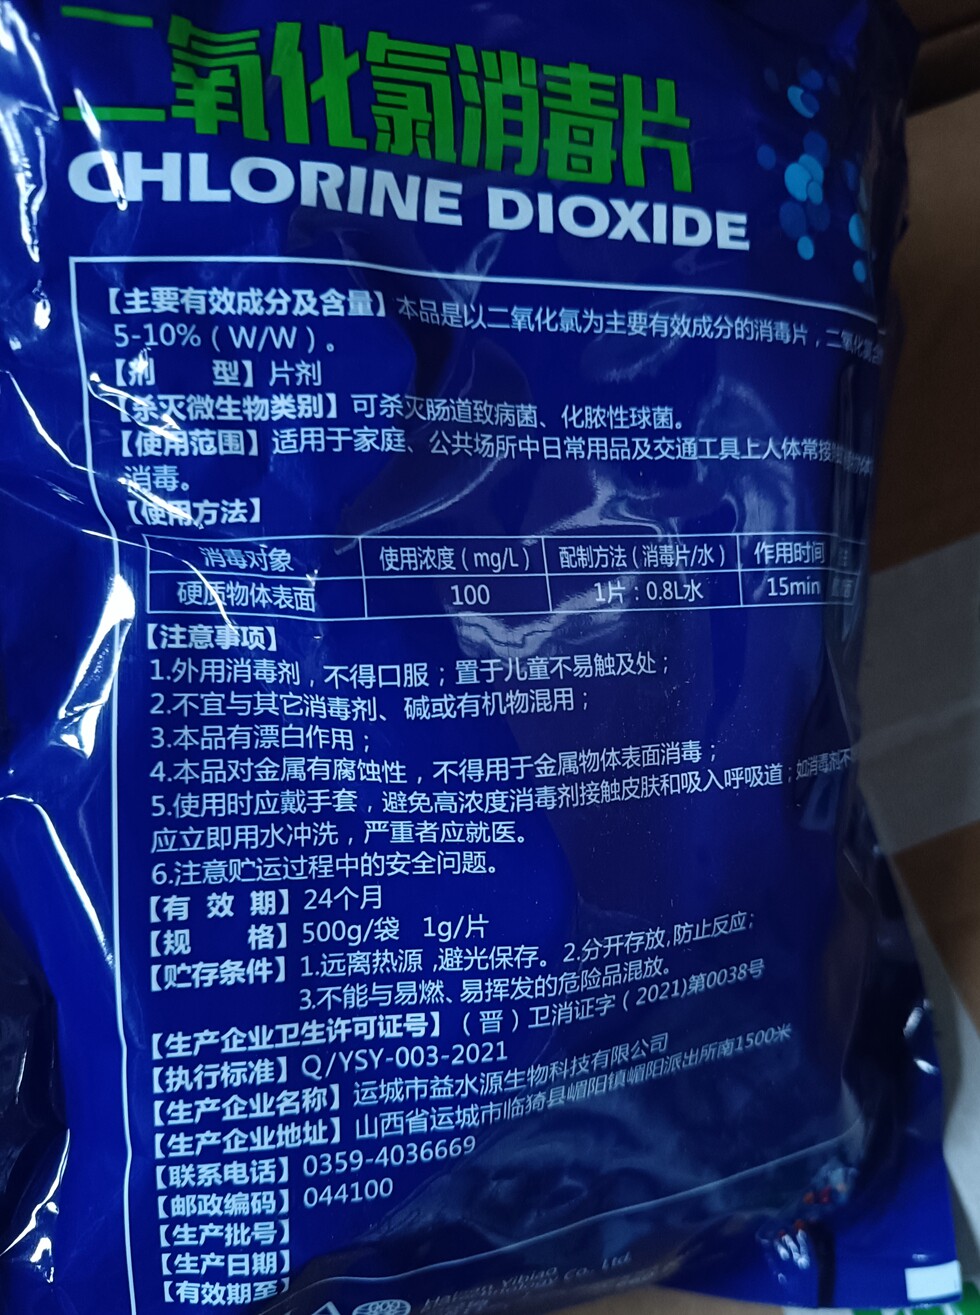 二氧化氯消毒片
CHLORINE DIOXIDE
【主要有效成分及含量】本品是以二氧化氯为主要有效成分的消毒片，二氧化氯含
5-10%（W/W）。
【剂 型】片剂
【杀灭微生物类别】可杀灭肠道致病菌、化脓性球菌。
【使用范围】适用于家庭、公共场所中日常用品及交通工具上人体常接
消毒。
【使用方法】
消毒对象 使用浓度（mg/L） 配制方法（消毒片/水） 作用时间
硬质物体表面 100 1片：0.8L水 15min
【注意事项】
1.外用消毒剂，不得口服；置于儿童不易触及处；
2.不宜与其它消毒剂、碱或有机物混用；
3.本品有漂白作用；
4.本品对金属有腐蚀性，不得用于金属物体表面消毒；
5.使用时应戴手套，避免高浓度消毒剂接触皮肤和吸入呼吸道；如消毒剂不
应立即用水冲洗，严重者应就医。
6.注意贮运过程中的安全问题。
【有 效 期】24个月
【规 格】500g/袋 1g/片
【贮存条件】1.远离热源,避光保存。2.分开存放,防止反应;
3.不能与易燃、易挥发的危险品混放。
【生产企业卫生许可证号】（晋）卫消证字（2021)第0038号
【执行标准】Q/YSY-003-2021
【生产企业名称】运城市益水源生物科技有限公司
【生产企业地址】山西省运城市临猗县嵋阳镇嵋阳派出所南1500米
【联系电话】0359-4036669
【邮政编码】044100
【生产批号】
【生产日期】
【有效期至】
Co., Ltd